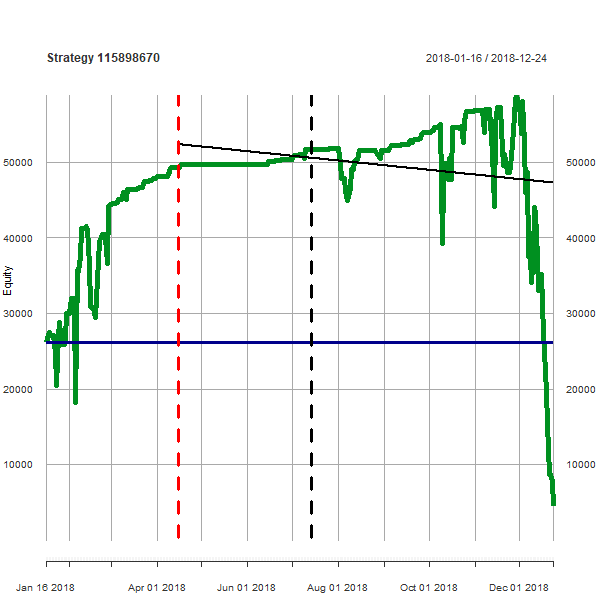 Strategy 115898670
2018-01-16 / 2018-12-24
Equity
50000
50000
40000
40000
30000
30000
20000
20000
10000
10000
Jan 16 2018
Apr 01 2018
Jun 01 2018
Aug 01 2018
Oct 01 2018
Dec 01 2018